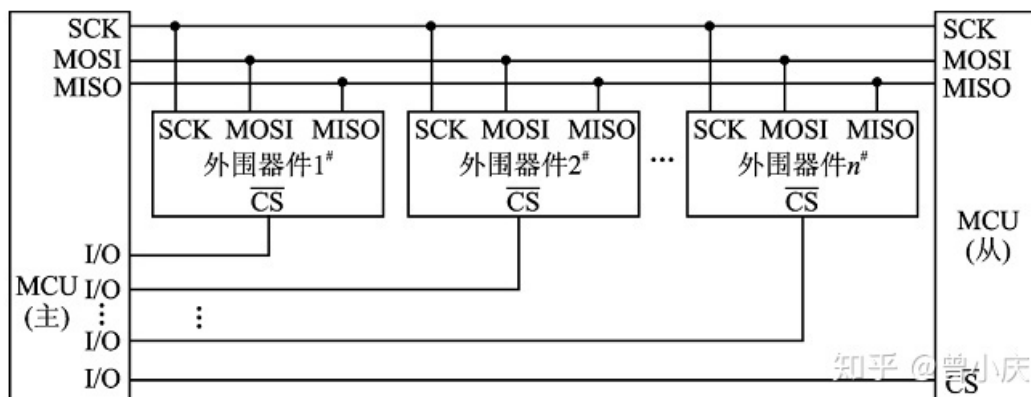 SCK SCK
MOSI MOSI
MISO MISO
SCK MOSI MISO SCK MOSI MISO SCK MOSI MISO
外围器件1# 外围器件2# ... 外围器件n#
CS CS CS
MCU
(从)
I/O
MCU I/O
(主)
I/O
I/O CS
知乎 @曾小庆